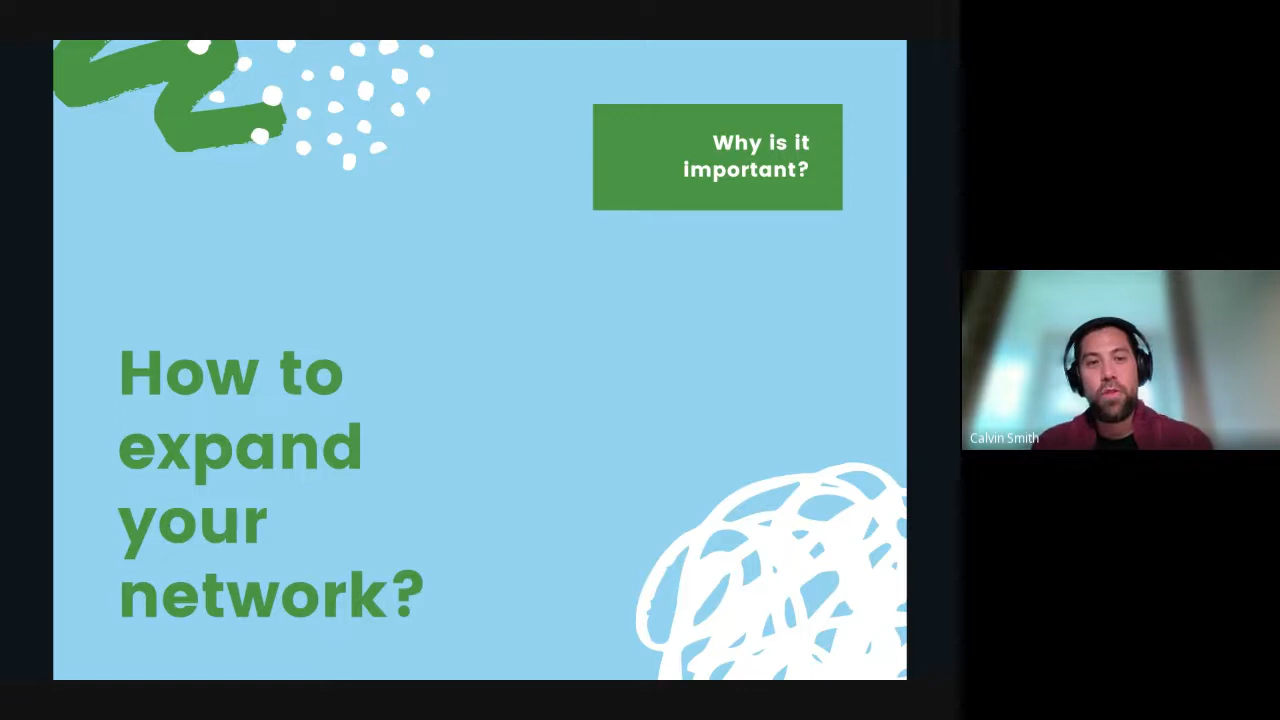 Why is it
important?
How to
expand
your
network?
Calvin Smith